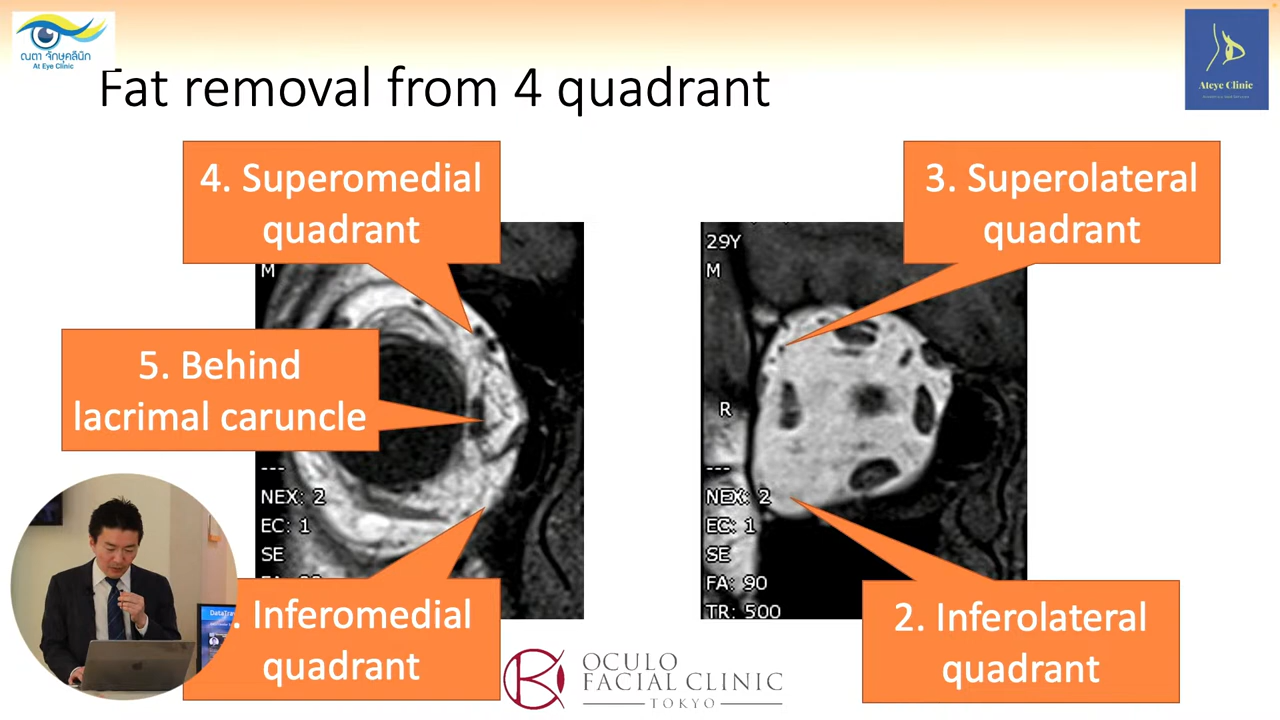 ณตา จักษุคลินิก
At Eye Clinic
Ateye Clinic
Fat removal from 4 quadrant
4. Superomedial
quadrant
3. Superolateral
quadrant
M
29Y
M
5. Behind
lacrimal caruncle
R
---
NEX: 2
EC: 1
SE
---
NEX: 2
EC: 1
SE
FA: 90
TR: 500
. Inferomedial
quadrant
2. Inferolateral
quadrant
OCULO
FACIAL CLINIC
TOKYO